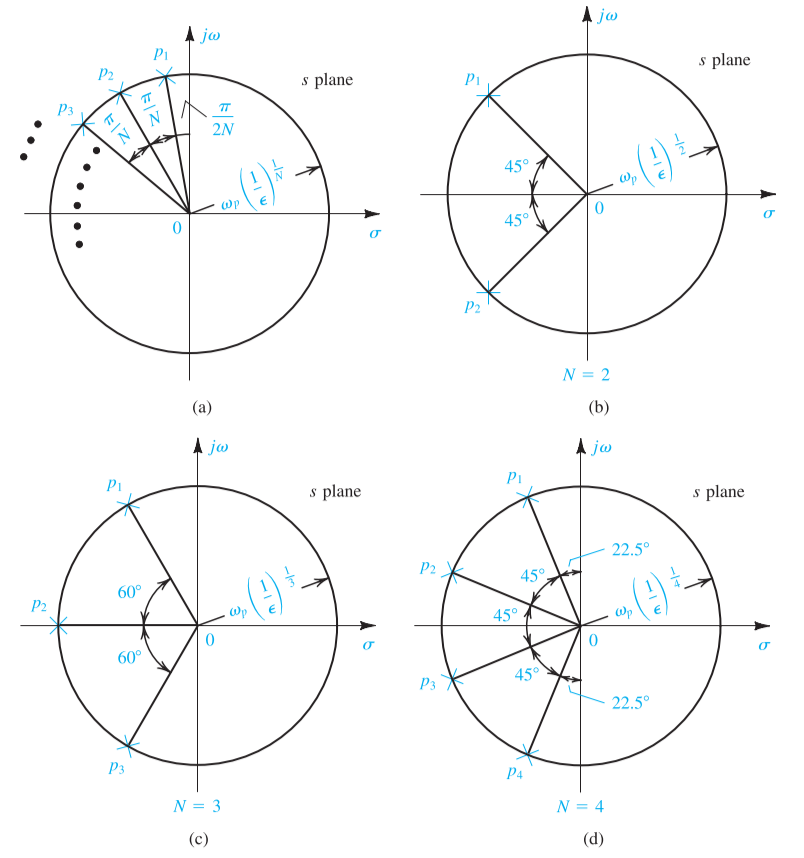 jω
p₁
p₂
p₃
s plane
π/N
π/N
π/2N
ωₚ(1/ϵ)^(1/N)
0
σ
(a)
jω
s plane
p₁
45°
45°
ωₚ(1/ϵ)^(1/2)
0
σ
p₂
N = 2
(b)
jω
s plane
p₁
60°
ωₚ(1/ϵ)^(1/3)
p₂
0
σ
60°
p₃
N = 3
(c)
jω
s plane
p₁
22.5°
p₂
45°
ωₚ(1/ϵ)^(1/4)
45°
0
σ
p₃
45°
22.5°
p₄
N = 4
(d)